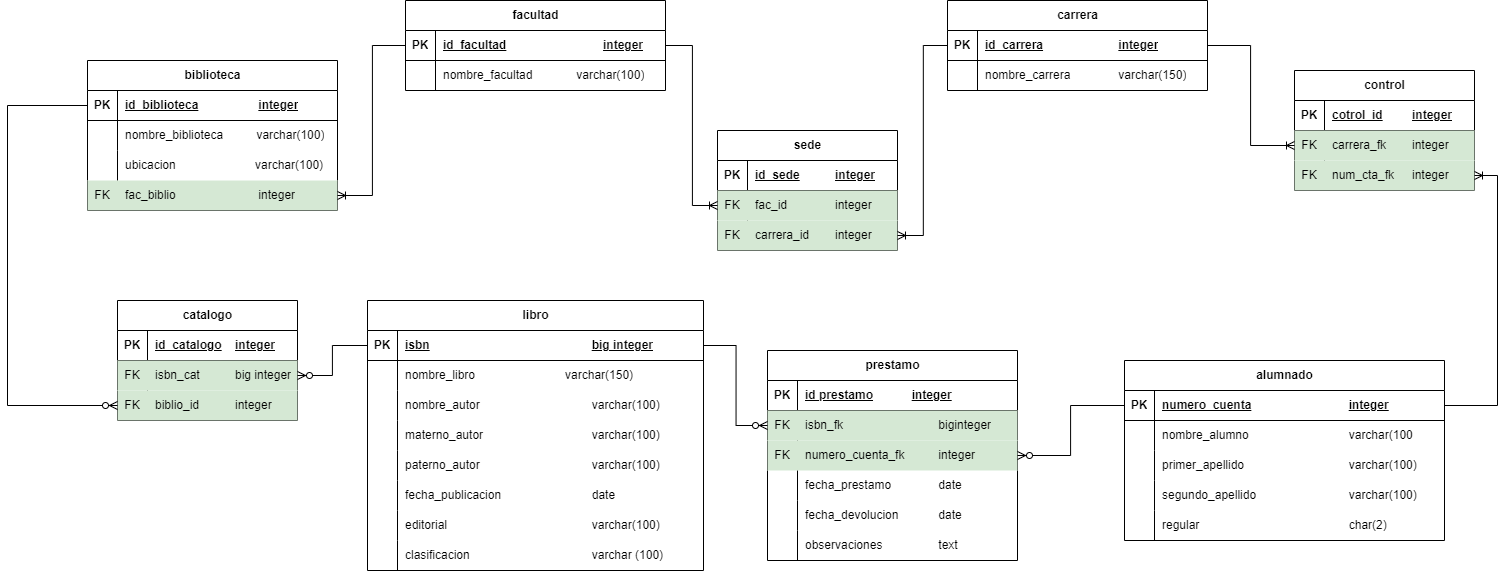 facultad
PK id_facultad integer
nombre_facultad varchar(100)
carrera
PK id_carrera integer
nombre_carrera varchar(150)
biblioteca
PK id_biblioteca integer
nombre_biblioteca varchar(100)
ubicacion varchar(100)
FK fac_biblio integer
control
PK cotrol_id integer
FK carrera_fk integer
FK num_cta_fk integer
sede
PK id_sede integer
FK fac_id integer
FK carrera_id integer
catalogo
PK id_catalogo integer
FK isbn_cat big integer
FK biblio_id integer
libro
PK isbn big integer
nombre_libro varchar(150)
nombre_autor varchar(100)
materno_autor varchar(100)
paterno_autor varchar(100)
fecha_publicacion date
editorial varchar(100)
clasificacion varchar (100)
prestamo
PK id prestamo integer
FK isbn_fk biginteger
FK numero_cuenta_fk integer
fecha_prestamo date
fecha_devolucion date
observaciones text
alumnado
PK numero_cuenta integer
nombre_alumno varchar(100
primer_apellido varchar(100)
segundo_apellido varchar(100)
regular char(2)